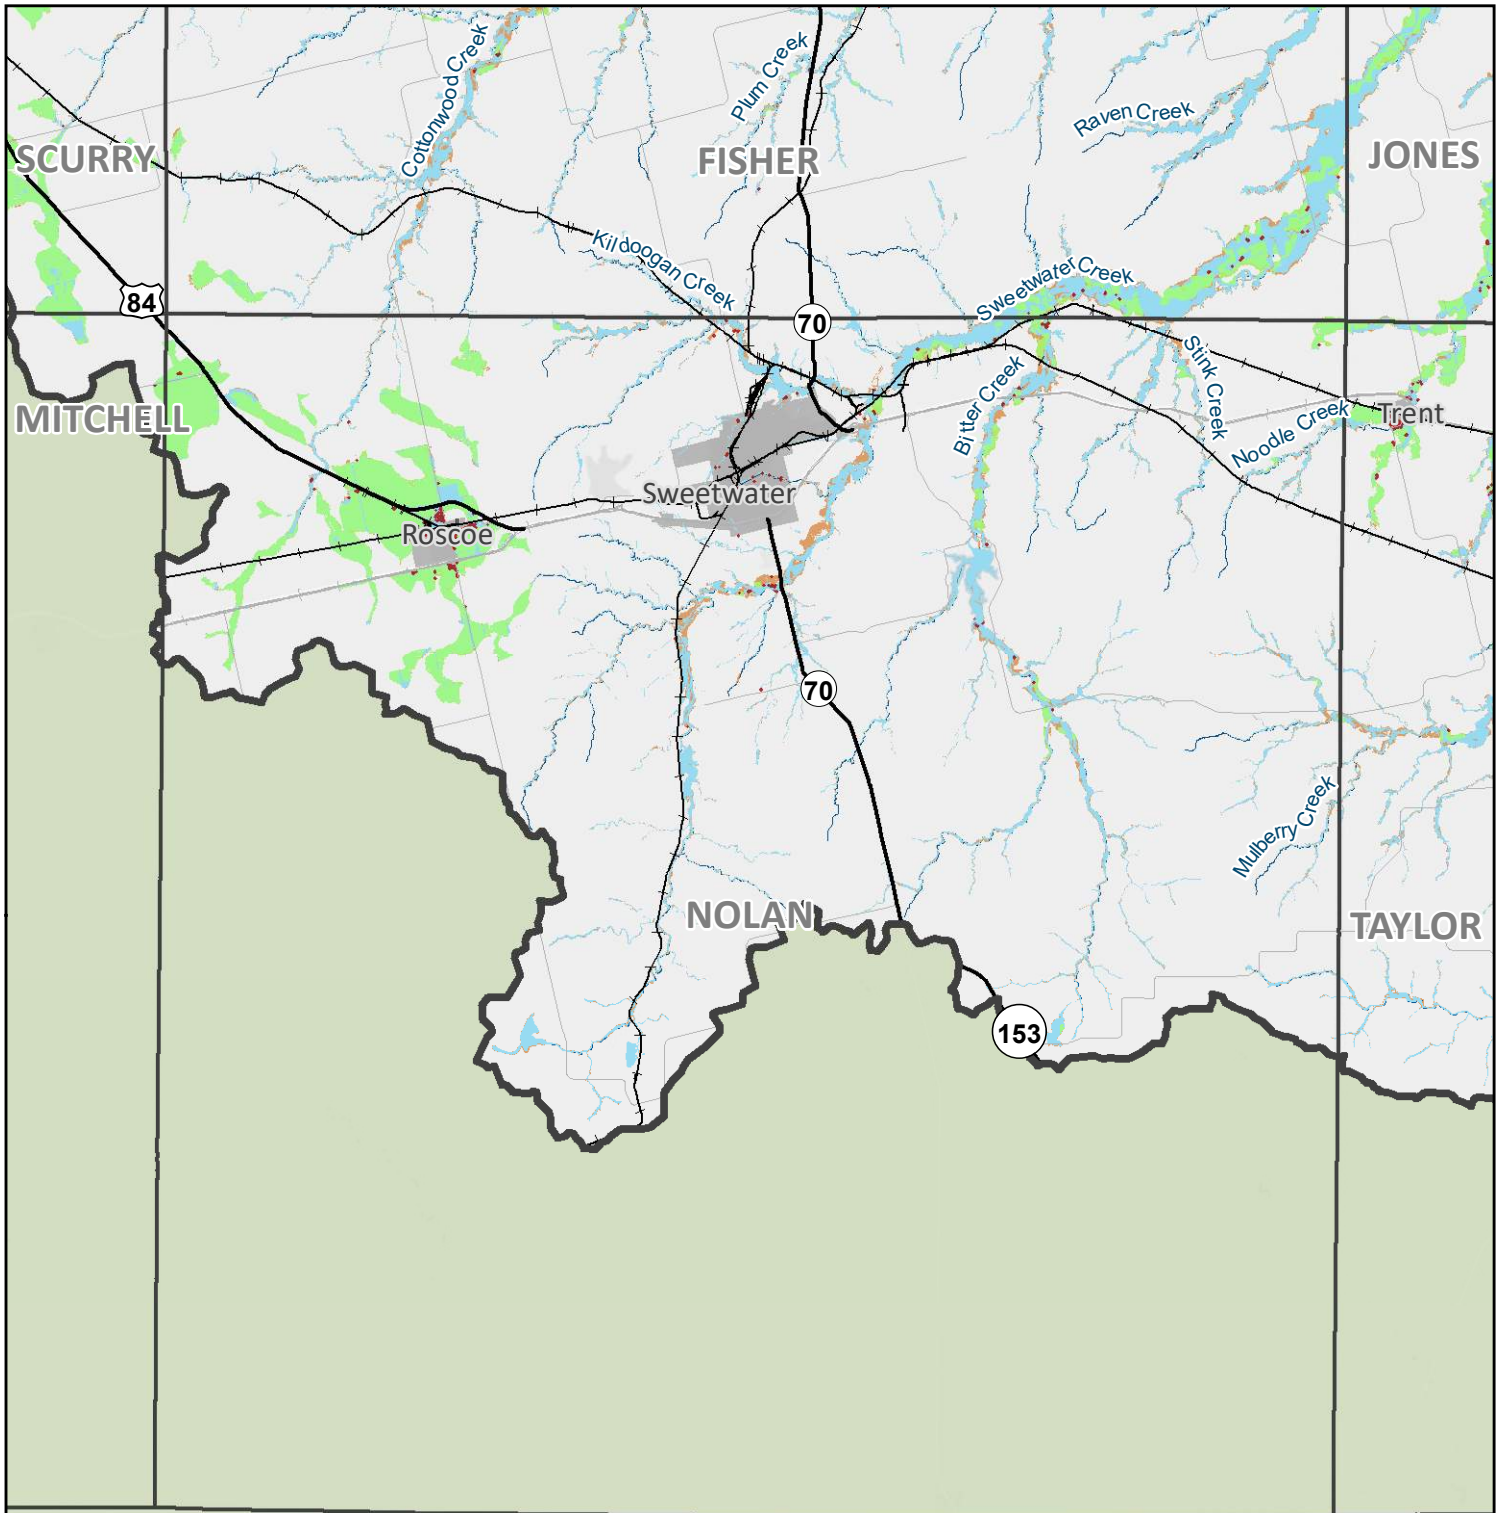 Cottonwood Creek
Plum Creek
Raven Creek
SCURRY
FISHER
JONES
Kildoogan Creek
Sweetwater Creek
84
70
Stink Creek
Bitter Creek
MITCHELL
Noodle Creek
Trent
Sweetwater
Roscoe
70
Mulberry Creek
NOLAN
TAYLOR
153